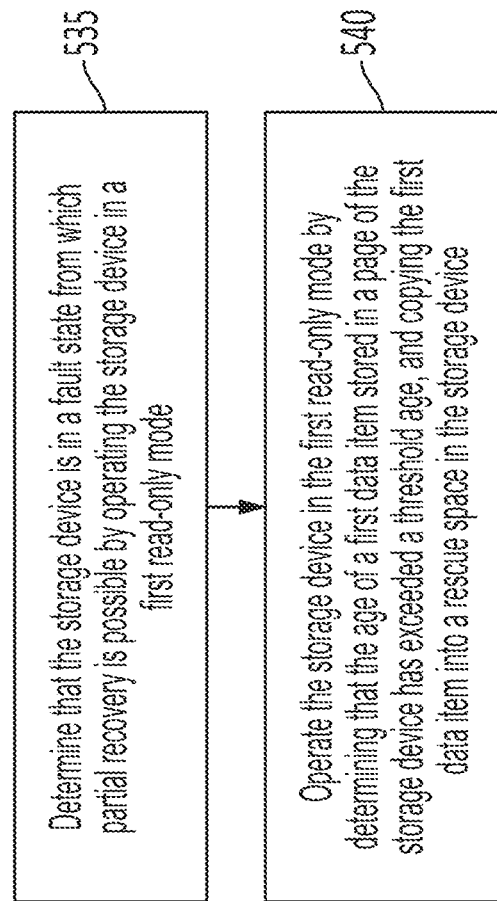 535
Determine that the storage device is in a fault state from which
partial recovery is possible by operating the storage device in a
first read-only mode
540
Operate the storage device in the first read-only mode by
determining that the age of a first data item stored in a page of the
storage device has exceeded a threshold age, and copying the first
data item into a rescue space in the storage device